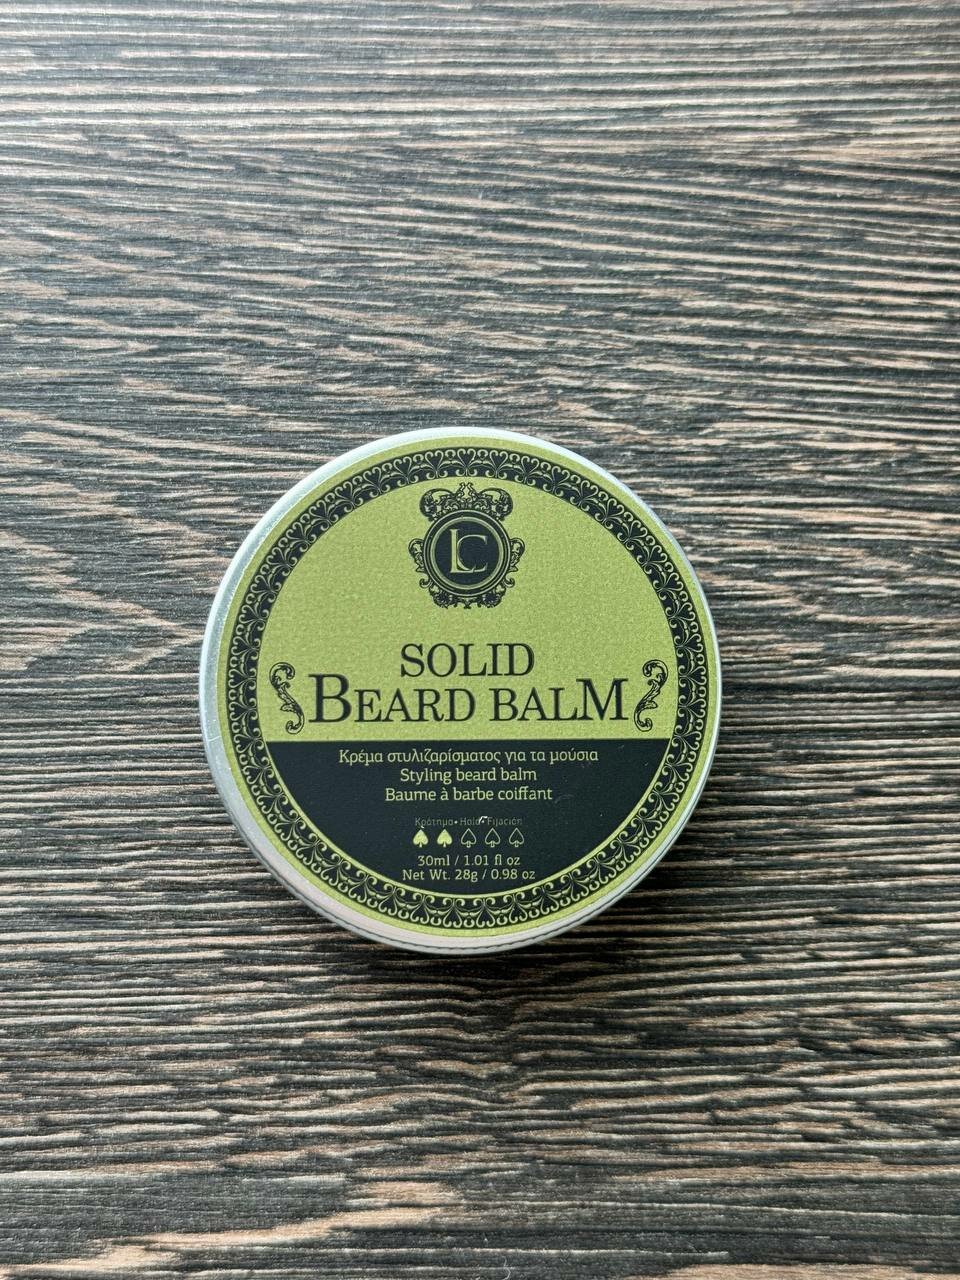 LC
SOLID
BEARD BALM
Κρέμα στυλιζαρίσματος για τα μούσια
Styling beard balm
Baume à barbe coiffant
Κράτημα•Hold•Fijación
30ml / 1.01 fl oz
Net Wt. 28g / 0.98 oz